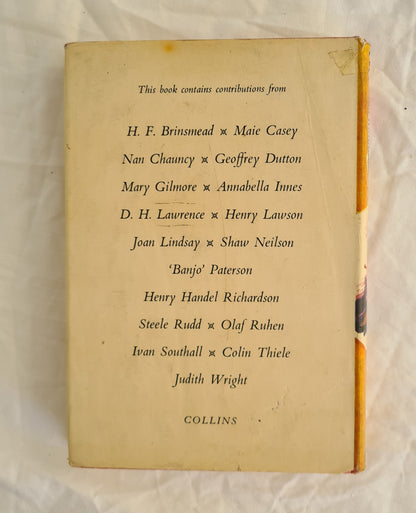 This book contains contributions from
H. F. Brinsmead ⁕ Maie Casey
Nan Chauncy ⁕ Geoffrey Dutton
Mary Gilmore ⁕ Annabella Innes
D. H. Lawrence ⁕ Henry Lawson
Joan Lindsay ⁕ Shaw Neilson
'Banjo' Paterson
Henry Handel Richardson
Steele Rudd ⁕ Olaf Ruhen
Ivan Southall ⁕ Colin Thiele
Judith Wright
COLLINS